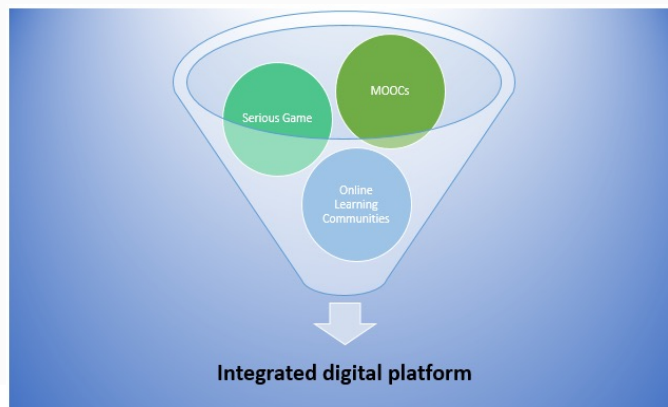 MOOCs
Serious Game
Online
Learning
Communities
Integrated digital platform